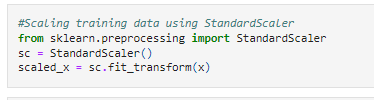 #Scaling training data using StandardScaler
from sklearn.preprocessing import StandardScaler
sc = StandardScaler()
scaled_x = sc.fit_transform(x)